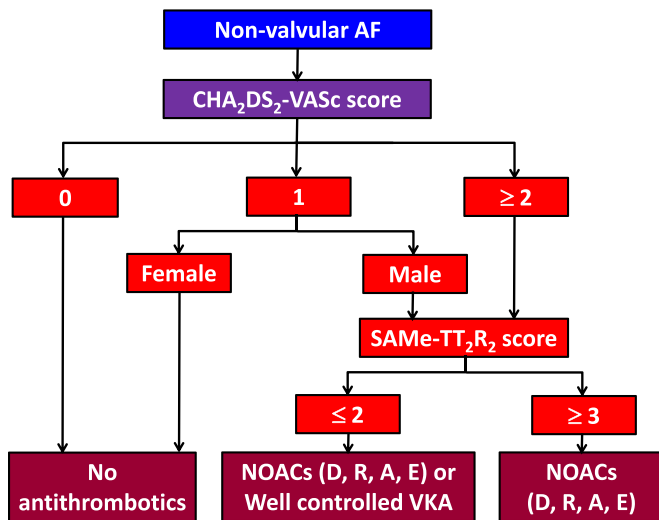 Non-valvular AF
CHA₂DS₂-VASc score
0
1
≥ 2
Female
Male
SAMe-TT₂R₂ score
≤ 2
≥ 3
No
antithrombotics
NOACs (D, R, A, E) or
Well controlled VKA
NOACs
(D, R, A, E)